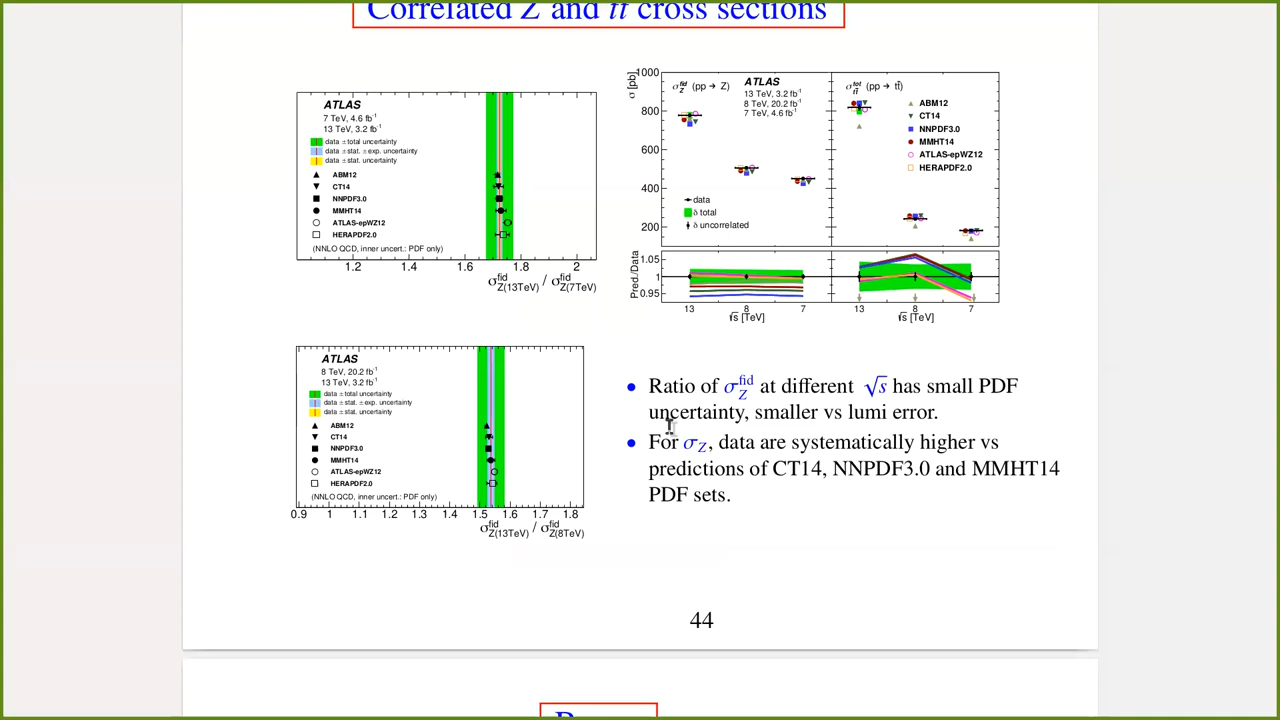 Correlated Z and tt̄ cross sections
ATLAS
7 TeV, 4.6 fb⁻¹
13 TeV, 3.2 fb⁻¹
data ± total uncertainty
data ± stat. ± exp. uncertainty
data ± stat. uncertainty
ABM12
CT14
NNPDF3.0
MMHT14
ATLAS-epWZ12
HERAPDF2.0
(NNLO QCD, inner uncert.: PDF only)
1.2 1.4 1.6 1.8 2
σ^fid_Z(13TeV) / σ^fid_Z(7TeV)
σ [pb]
1000
800
600
400
200
σ^fid_Z (pp → Z)
ATLAS
13 TeV, 3.2 fb⁻¹
8 TeV, 20.2 fb⁻¹
7 TeV, 4.6 fb⁻¹
data
δ total
δ uncorrelated
σ^tot_tt̄ (pp → tt̄)
ABM12
CT14
NNPDF3.0
MMHT14
ATLAS-epWZ12
HERAPDF2.0
Pred./Data
1.05
1
0.95
13 8 7 13 8 7
√s [TeV] √s [TeV]
ATLAS
8 TeV, 20.2 fb⁻¹
13 TeV, 3.2 fb⁻¹
data ± total uncertainty
data ± stat. ± exp. uncertainty
data ± stat. uncertainty
ABM12
CT14
NNPDF3.0
MMHT14
ATLAS-epWZ12
HERAPDF2.0
(NNLO QCD, inner uncert.: PDF only)
0.9 1 1.1 1.2 1.3 1.4 1.5 1.6 1.7 1.8
σ^fid_Z(13TeV) / σ^fid_Z(8TeV)
• Ratio of σ^fid_Z at different √s has small PDF
uncertainty, smaller vs lumi error.
• For σ_Z, data are systematically higher vs
predictions of CT14, NNPDF3.0 and MMHT14
PDF sets.
44